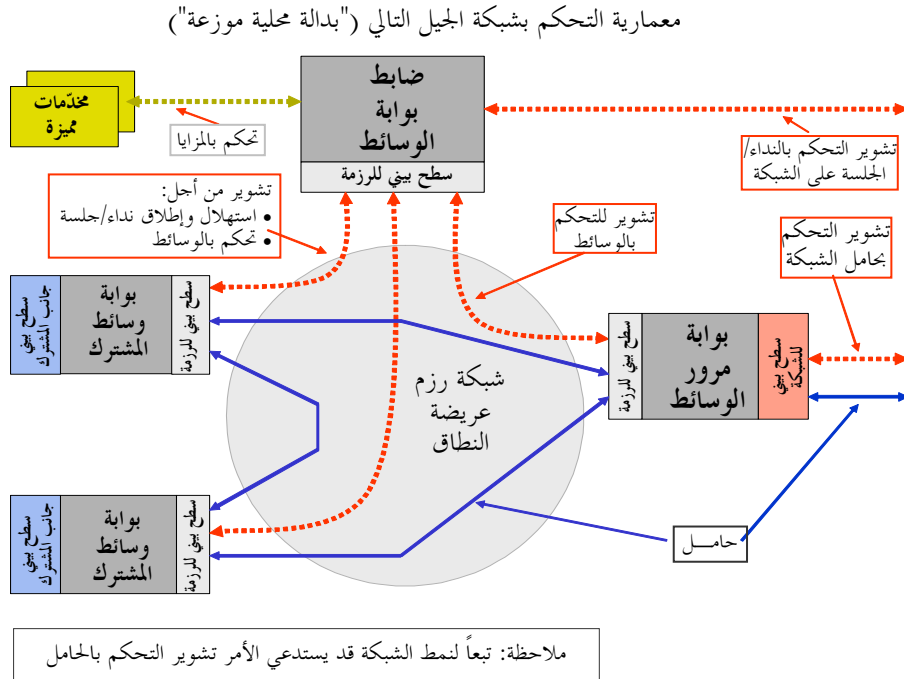 معمارية التحكم بشبكة الجيل التالي ("بدالة محلية موزعة")
ضابط
بوابة
الوسائط
سطح بيني للرزمة
مخدّمات
مميزة
تحكم بالمزايا
تشوير التحكم بالنداء/
الجلسة على الشبكة
تشوير من أجل:
• استهلال وإطلاق نداء/جلسة
• تحكم بالوسائط
تشوير للتحكم
بالوسائط
تشوير التحكم
بحامل الشبكة
سطح بيني
جانب المشترك
بوابة
وسائط
المشترك
سطح بيني للرزمة
شبكة رزم
عريضة
النطاق
سطح بيني للرزمة
بوابة
مرور
الوسائط
سطح بيني
للشبكة
سطح بيني
جانب المشترك
بوابة
وسائط
المشترك
سطح بيني للرزمة
حامــل
ملاحظة: تبعاً لنمط الشبكة قد يستدعي الأمر تشوير التحكم بالحامل